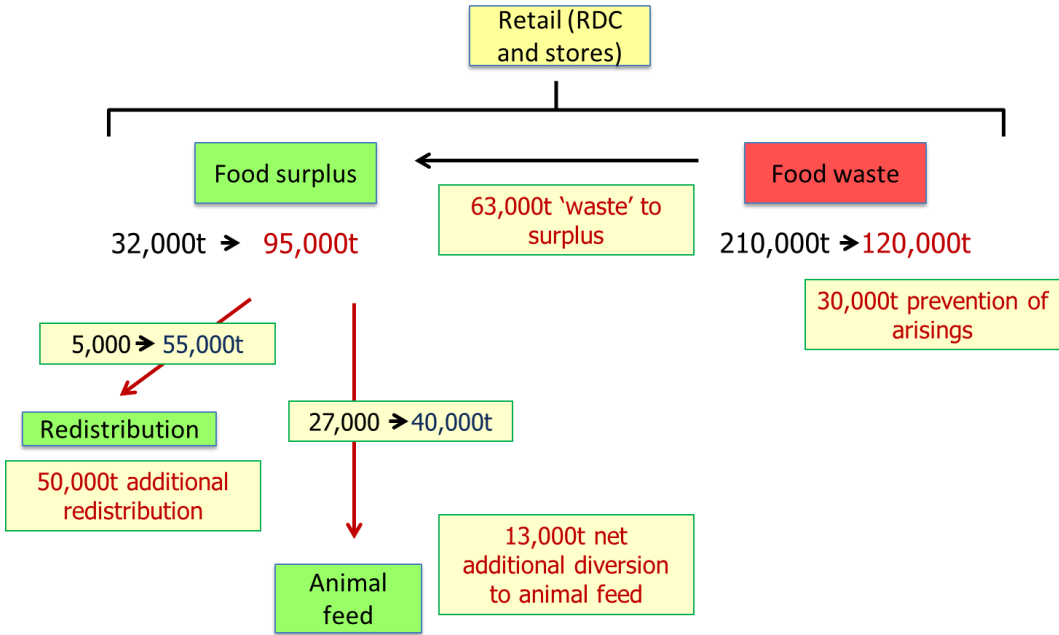 Retail (RDC
and stores)
Food surplus
Food waste
63,000t ‘waste’ to
surplus
32,000t → 95,000t
210,000t → 120,000t
30,000t prevention of
arisings
5,000 → 55,000t
27,000 → 40,000t
Redistribution
50,000t additional
redistribution
13,000t net
additional diversion
to animal feed
Animal
feed